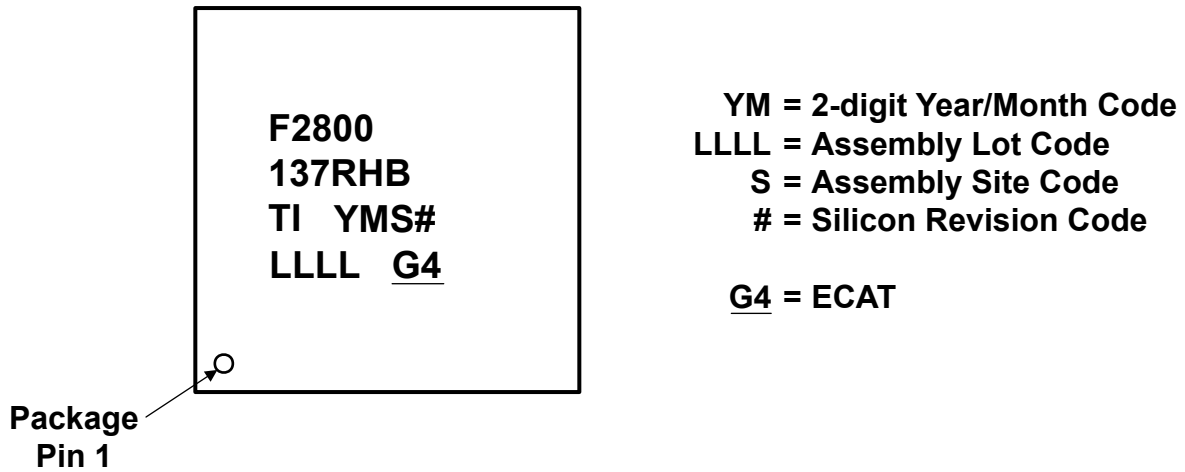 F2800
137RHB
TI YMS#
LLLL G4
Package
Pin 1
YM = 2-digit Year/Month Code
LLLL = Assembly Lot Code
S = Assembly Site Code
# = Silicon Revision Code
G4 = ECAT